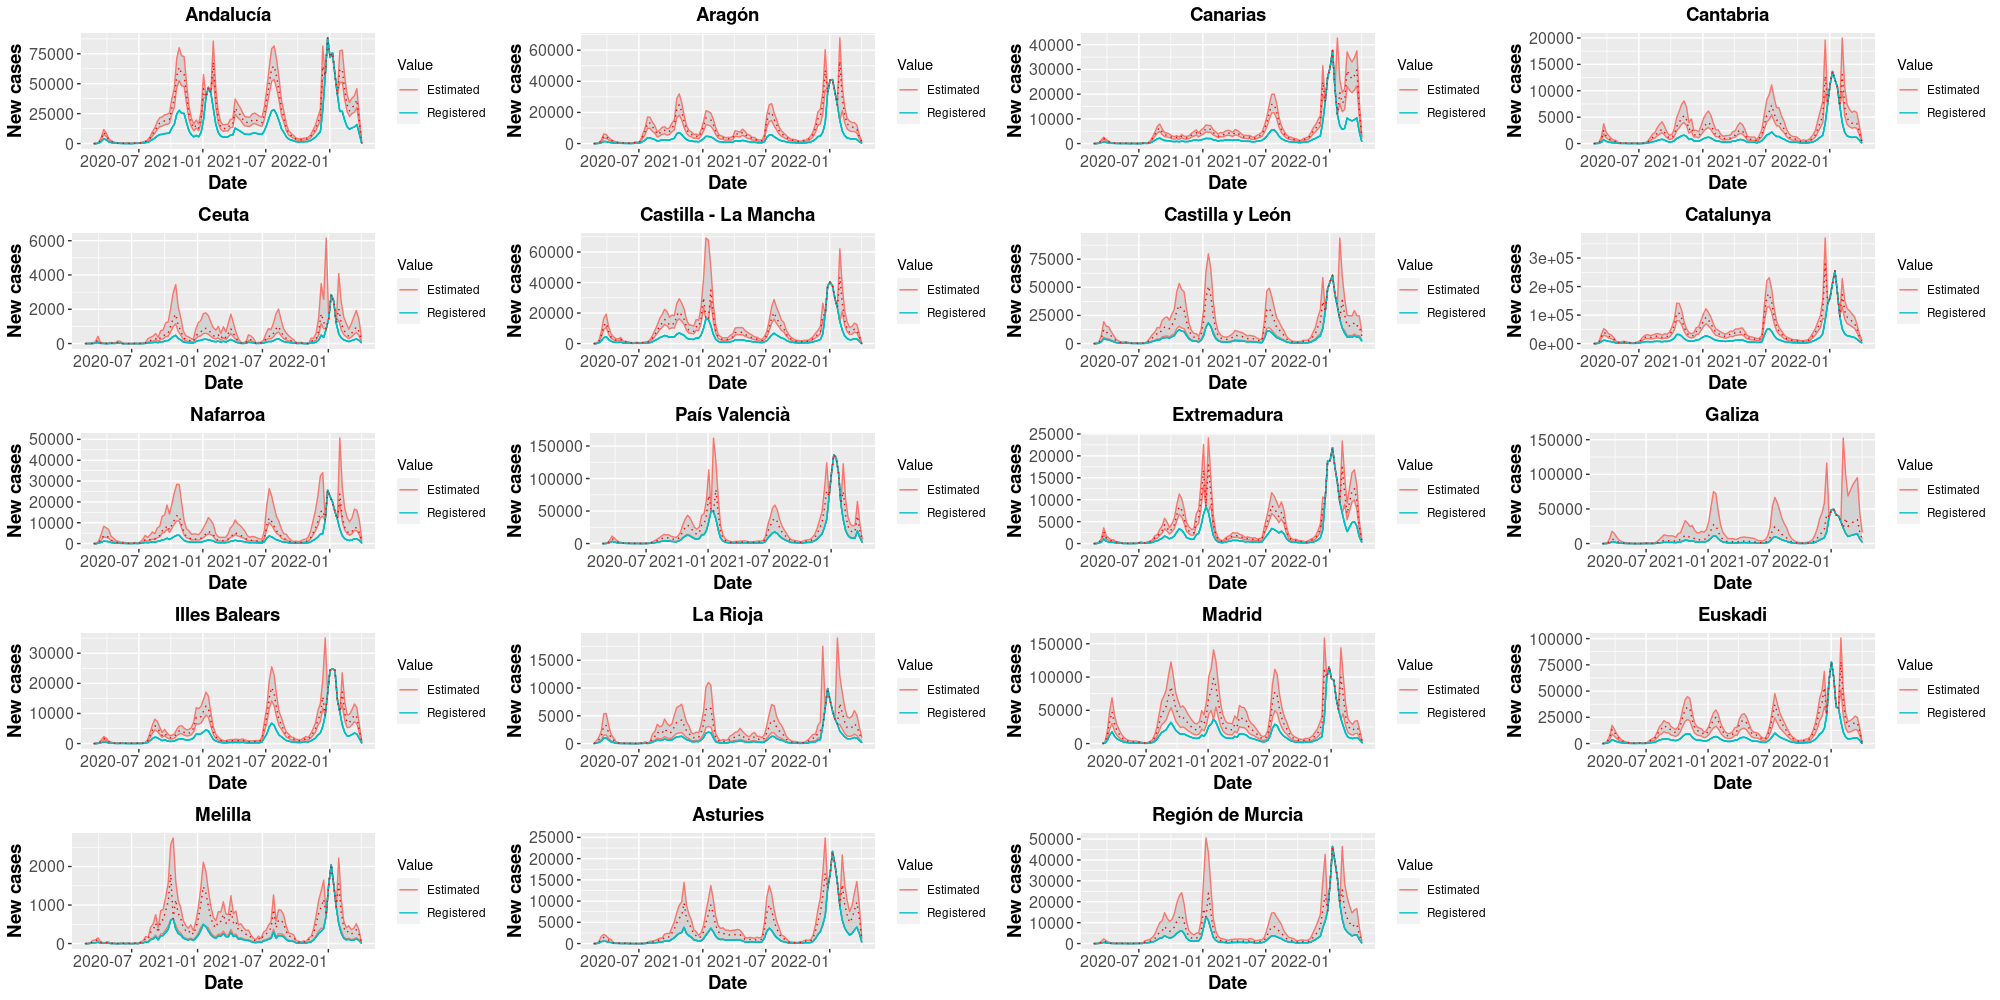 Andalucía
New cases
75000
50000
25000
0
2020-07 2021-01 2021-07 2022-01
Date
Value
Estimated
Registered
Aragón
New cases
60000
40000
20000
0
2020-07 2021-01 2021-07 2022-01
Date
Value
Estimated
Registered
Canarias
New cases
40000
30000
20000
10000
0
2020-07 2021-01 2021-07 2022-01
Date
Value
Estimated
Registered
Cantabria
New cases
20000
15000
10000
5000
0
2020-07 2021-01 2021-07 2022-01
Date
Value
Estimated
Registered
Ceuta
New cases
6000
4000
2000
0
2020-07 2021-01 2021-07 2022-01
Date
Value
Estimated
Registered
Castilla - La Mancha
New cases
60000
40000
20000
0
2020-07 2021-01 2021-07 2022-01
Date
Value
Estimated
Registered
Castilla y León
New cases
75000
50000
25000
0
2020-07 2021-01 2021-07 2022-01
Date
Value
Estimated
Registered
Catalunya
New cases
3e+05
2e+05
1e+05
0e+00
2020-07 2021-01 2021-07 2022-01
Date
Value
Estimated
Registered
Nafarroa
New cases
50000
40000
30000
20000
10000
0
2020-07 2021-01 2021-07 2022-01
Date
Value
Estimated
Registered
País Valencià
New cases
150000
100000
50000
0
2020-07 2021-01 2021-07 2022-01
Date
Value
Estimated
Registered
Extremadura
New cases
25000
20000
15000
10000
5000
0
2020-07 2021-01 2021-07 2022-01
Date
Value
Estimated
Registered
Galiza
New cases
150000
100000
50000
0
2020-07 2021-01 2021-07 2022-01
Date
Value
Estimated
Registered
Illes Balears
New cases
30000
20000
10000
0
2020-07 2021-01 2021-07 2022-01
Date
Value
Estimated
Registered
La Rioja
New cases
15000
10000
5000
0
2020-07 2021-01 2021-07 2022-01
Date
Value
Estimated
Registered
Madrid
New cases
150000
100000
50000
0
2020-07 2021-01 2021-07 2022-01
Date
Value
Estimated
Registered
Euskadi
New cases
100000
75000
50000
25000
0
2020-07 2021-01 2021-07 2022-01
Date
Value
Estimated
Registered
Melilla
New cases
2000
1000
0
2020-07 2021-01 2021-07 2022-01
Date
Value
Estimated
Registered
Asturies
New cases
25000
20000
15000
10000
5000
0
2020-07 2021-01 2021-07 2022-01
Date
Value
Estimated
Registered
Región de Murcia
New cases
50000
40000
30000
20000
10000
0
2020-07 2021-01 2021-07 2022-01
Date
Value
Estimated
Registered